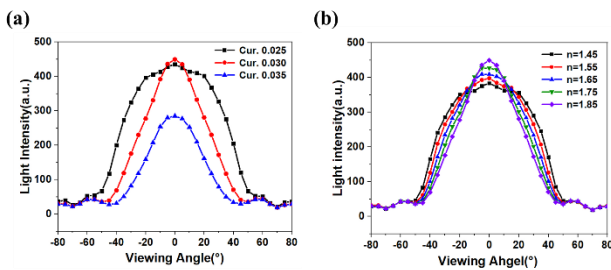 (a)
Cur. 0.025
Cur. 0.030
Cur. 0.035
500
400
300
200
100
0
-80 -60 -40 -20 0 20 40 60 80
Light Intensity(a.u.)
Viewing Angle(°)
(b)
n=1.45
n=1.55
n=1.65
n=1.75
n=1.85
500
400
300
200
100
0
-80 -60 -40 -20 0 20 40 60 80
Light intensity(a.u.)
Viewing Ahgel(°)